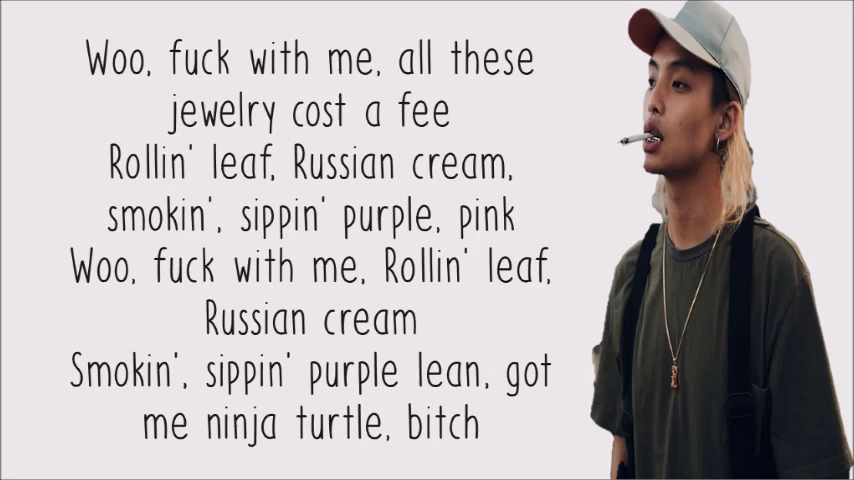 Woo, fuck with me, all these
jewelry cost a fee
Rollin' leaf, Russian cream,
smokin', sippin' purple, pink
Woo, fuck with me, Rollin' leaf,
Russian cream
Smokin', sippin' purple lean, got
me ninja turtle, bitch